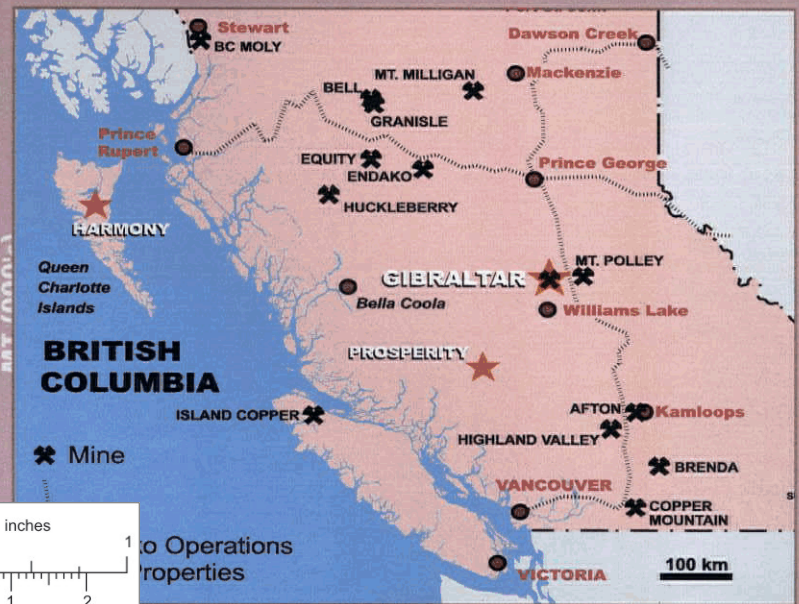 Stewart
BC MOLY
Dawson Creek
MT. MILLIGAN
Mackenzie
BELL
GRANISLE
Prince
Rupert
EQUITY
ENDAKO
Prince George
HUCKLEBERRY
HARMONY
Queen
Charlotte
Islands
GIBRALTAR
MT. POLLEY
Bella Coola
Williams Lake
BRITISH
COLUMBIA
PROSPERITY
ISLAND COPPER
AFTON
Kamloops
HIGHLAND VALLEY
Mine
BRENDA
VANCOUVER
COPPER
MOUNTAIN
inches
1
1 2
to Operations
Properties
VICTORIA
100 km